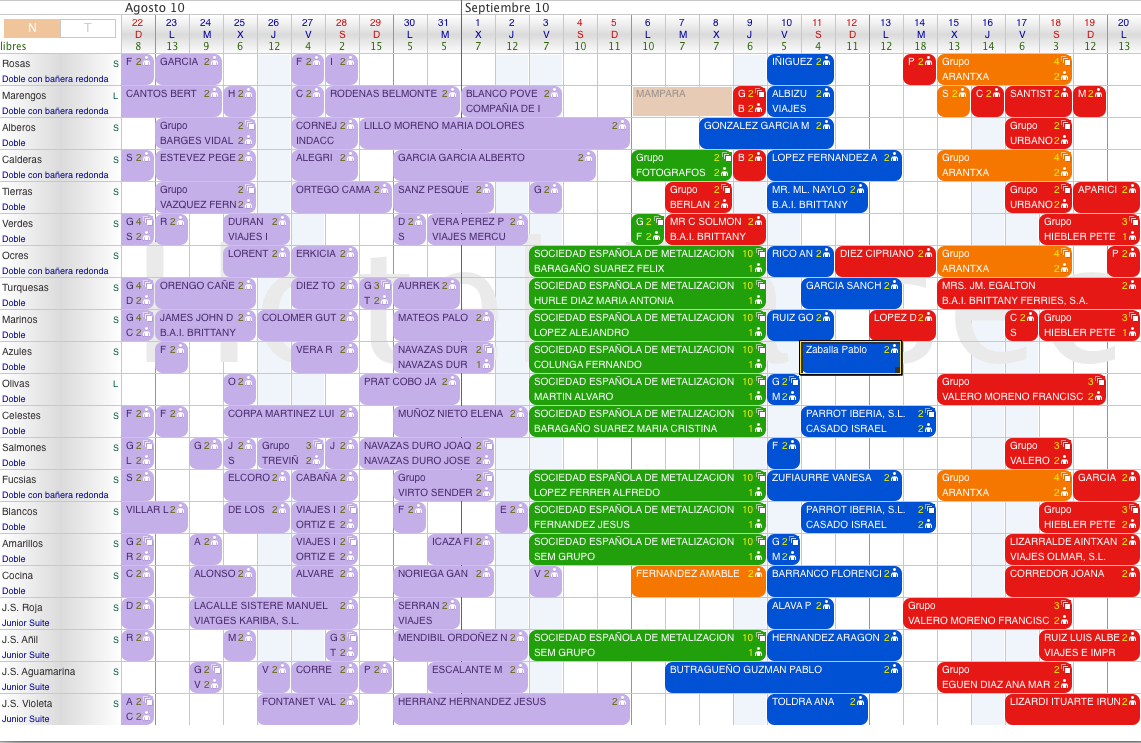 Agosto 10 Septiembre 10
N T 22 23 24 25 26 27 28 29 30 31 1 2 3 4 5 6 7 8 9 10 11 12 13 14 15 16 17 18 19 20
D L M X J V S D L M X J V S D L M X J V S D L M X J V S D L
libres 8 13 9 6 12 4 2 15 5 2 7 12 3 10 11 10 7 7 4 5 4 12 12 18 13 14 6 3 12 13
Rosas S F 2 GARCIA 2 F 2 I 2 IÑIGUEZ 2 P 2 Grupo 4
Doble con bañera redonda ARANTXA 2
Marengos L CANTOS BERT 2 H 2 C 2 RODENAS BELMONTE 2 BLANCO POVE 2 MAMPARA G 2 ALBIZU 2 S 2 C 2 SANTIST 2 M 2
Doble con bañera redonda COMPAÑIA DE I B 2 VIAJES
Alberos S Grupo 2 CORNEJ 2 LILLO MORENO MARIA DOLORES 2 GONZALEZ GARCIA M 2 Grupo 3
Doble BARGES VIDAL 2 INDACC URBANO 2
Calderas S S 2 ESTEVEZ PEGE 2 ALEGRI 2 GARCIA GARCIA ALBERTO 2 Grupo 2 B 2 LOPEZ FERNANDEZ A 2 Grupo 4
Doble con bañera redonda FOTOGRAFOS 2 ARANTXA 2
Tierras S Grupo 2 ORTEGO CAMA 2 SANZ PESQUE 2 G 2 Grupo 2 MR. ML. NAYLO 2 Grupo 3 APARICI 2
Doble VAZQUEZ FERN 2 BERLAN 2 B.A.I. BRITTANY URBANO 2
Verdes S G 4 R 2 DURAN 2 D 2 VERA PEREZ P 2 G 2 MR C SOLMON 2 Grupo 3
Doble S 2 VIAJES I S VIAJES MERCU F 2 B.A.I. BRITTANY HIEBLER PETE 1
Ocres S LORENT 2 ERKICIA 2 SOCIEDAD ESPAÑOLA DE METALIZACION 10 RICO AN 2 DIEZ CIPRIANO 2 Grupo 4 P 2
Doble con bañera redonda BARAGAÑO SUAREZ FELIX 1 ARANTXA 2
Turquesas S G 4 ORENGO CAÑE 2 DIEZ TO 2 G 3 AURREK 2 SOCIEDAD ESPAÑOLA DE METALIZACION 10 GARCIA SANCH 2 MRS. JM. EGALTON 2
Doble D 2 T 2 HURLE DIAZ MARIA ANTONIA 1 B.A.I. BRITTANY FERRIES, S.A.
Marinos S G 4 JAMES JOHN D 2 COLOMER GUT 2 MATEOS PALO 2 SOCIEDAD ESPAÑOLA DE METALIZACION 10 RUIZ GO 2 LOPEZ D 2 C 2 Grupo 3
Doble C 2 B.A.I. BRITTANY LOPEZ ALEJANDRO 1 S HIEBLER PETE 1
Azules S F 2 VERA R 2 NAVAZAS DUR 2 SOCIEDAD ESPAÑOLA DE METALIZACION 10 Zaballa Pablo 2
Doble NAVAZAS DUR 1 COLUNGA FERNANDO 1
Olivas L O 2 PRAT COBO JA 2 SOCIEDAD ESPAÑOLA DE METALIZACION 10 G 2 Grupo 3
Doble MARTIN ALVARO 1 M 2 VALERO MORENO FRANCISC 2
Celestes S F 2 F 2 CORPA MARTINEZ LUI 2 MUÑOZ NIETO ELENA 2 SOCIEDAD ESPAÑOLA DE METALIZACION 10 PARROT IBERIA, S.L. 2
Doble BARAGAÑO SUAREZ MARIA CRISTINA 1 CASADO ISRAEL 2
Salmones S G 2 G 2 J 2 Grupo 3 J 2 NAVAZAS DURO JOAQ 2 F 2 Grupo 3
Doble L 2 S TREVIÑ 2 NAVAZAS DURO JOSE 2 VALERO 2
Fucsias S S 2 ELCORO 2 CABAÑA 2 Grupo 2 SOCIEDAD ESPAÑOLA DE METALIZACION 10 ZUFIAURRE VANESA 2 Grupo 4 GARCIA 2
Doble con bañera redonda VIRTO SENDER 2 LOPEZ FERRER ALFREDO 1 ARANTXA 2
Blancos S VILLAR L 2 DE LOS 2 VIAJES I 2 F 2 E 2 SOCIEDAD ESPAÑOLA DE METALIZACION 10 PARROT IBERIA, S.L. 2 Grupo 3
Doble ORTIZ E 2 FERNANDEZ JESUS 1 CASADO ISRAEL 2 HIEBLER PETE 2
Amarillos S G 2 A 2 VIAJES I 2 ICAZA FI 2 SOCIEDAD ESPAÑOLA DE METALIZACION 10 G 2 LIZARRALDE AINTXAN 2
Doble R 2 ORTIZ E 2 SEM GRUPO 1 M 2 VIAJES OLMAR, S.L.
Cocina S C 2 ALONSO 2 ALVARE 2 NORIEGA GAN 2 V 2 FERNANDEZ AMABLE 2 BARRANCO FLORENCI 2 CORREDOR JOANA 2
Doble
J.S. Roja S D 2 LACALLE SISTERE MANUEL 2 SERRAN 2 ALAVA P 2 Grupo 3
Junior Suite VIATGES KARIBA, S.L. VIAJES VALERO MORENO FRANCISC 2
J.S. Añil S R 2 M 2 G 3 MENDIBIL ORDOÑEZ N 2 SOCIEDAD ESPAÑOLA DE METALIZACION 10 HERNANDEZ ARAGON 2 RUIZ LUIS ALBE 2
Junior Suite T 2 SEM GRUPO 1 VIAJES E IMPR
J.S. Aguamarina S G 2 V 2 CORRE 2 P 2 ESCALANTE M 2 BUTRAGUEÑO GUZMAN PABLO 2 Grupo 3
Junior Suite V 2 EGUEN DIAZ ANA MAR 2
J.S. Violeta S A 2 FONTANET VAL 2 HERRANZ HERNANDEZ JESUS 2 TOLDRA ANA 2 LIZARDI ITUARTE IRUN 2
Junior Suite C 2